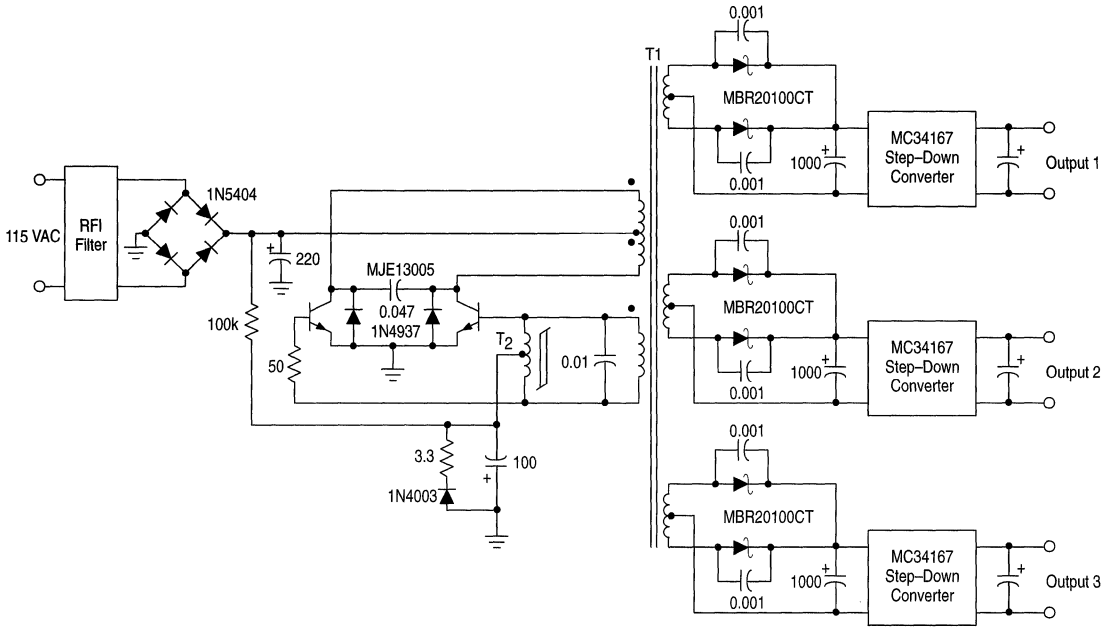 0.001
T1
MBR20100CT
MC34167
Step–Down
Converter
+
1000
+
Output 1
0.001
1N5404
115 VAC
RFI
Filter
+
220
0.001
MJE13005
0.047
1N4937
100k
50
T2
0.01
MBR20100CT
MC34167
Step–Down
Converter
+
1000
+
Output 2
0.001
3.3
100
+
1N4003
0.001
MBR20100CT
MC34167
Step–Down
Converter
+
1000
+
Output 3
0.001